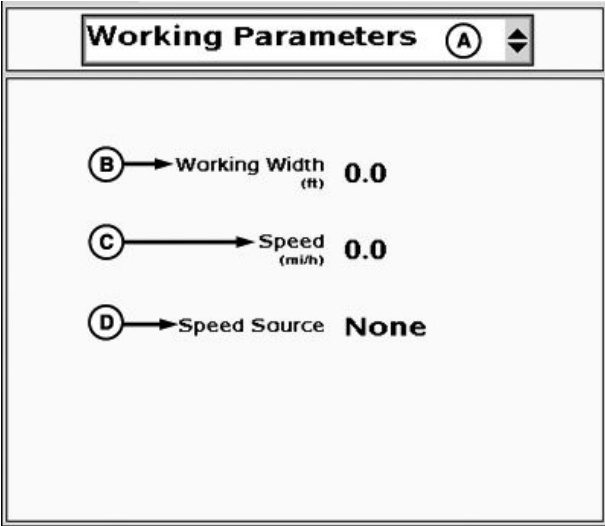 Working Parameters A
B Working Width 0.0
(ft)
C Speed 0.0
(mi/h)
D Speed Source None